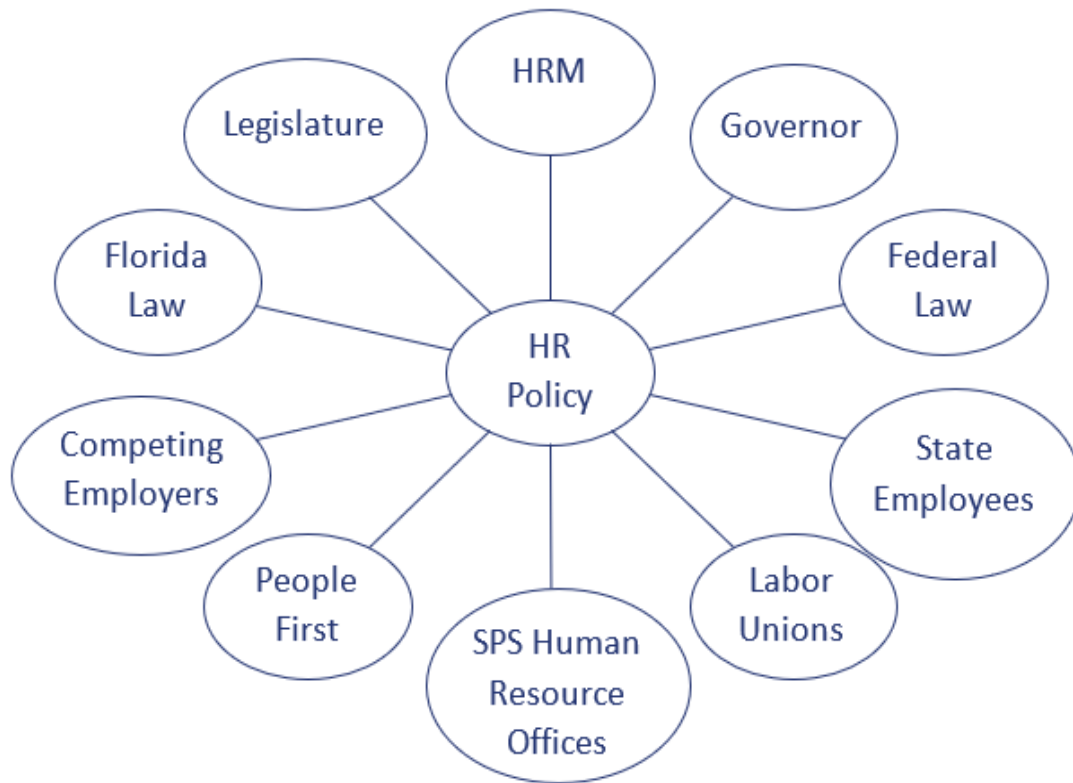 HRM
Legislature
Governor
Florida
Law
Federal
Law
HR
Policy
Competing
Employers
State
Employees
People
First
Labor
Unions
SPS Human
Resource
Offices